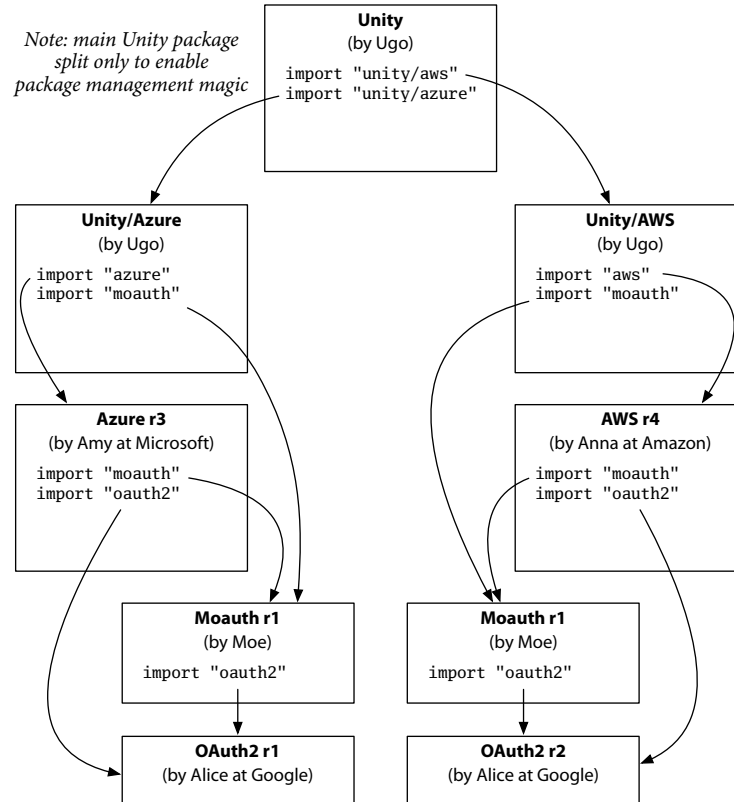 Note: main Unity package
split only to enable
package management magic
Unity
(by Ugo)
import "unity/aws"
import "unity/azure"
Unity/Azure
(by Ugo)
import "azure"
import "moauth"
Unity/AWS
(by Ugo)
import "aws"
import "moauth"
Azure r3
(by Amy at Microsoft)
import "moauth"
import "oauth2"
AWS r4
(by Anna at Amazon)
import "moauth"
import "oauth2"
Moauth r1
(by Moe)
import "oauth2"
Moauth r1
(by Moe)
import "oauth2"
OAuth2 r1
(by Alice at Google)
OAuth2 r2
(by Alice at Google)